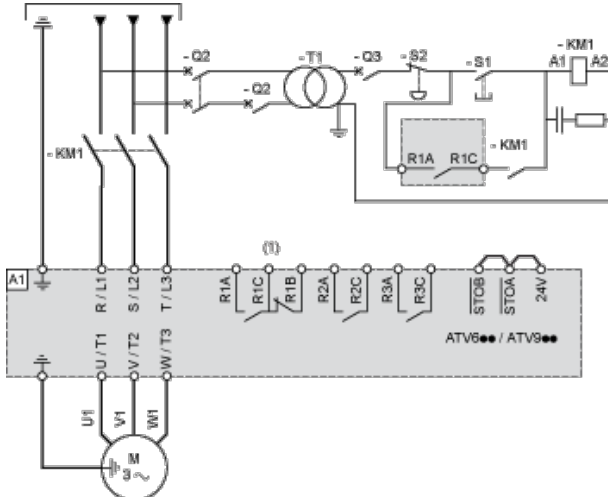 - Q2
- T1
- Q3
- S2
- S1
- KM1
A1
A2
- Q2
- KM1
R1A
R1C
- KM1
(1)
A1
R / L1
S / L2
T / L3
R1A
R1C
R1B
R2A
R2C
R3A
R3C
STOB
STOA
24V
ATV6●● / ATV9●●
U / T1
V / T2
W / T3
U1
V1
W1
M
3 ~